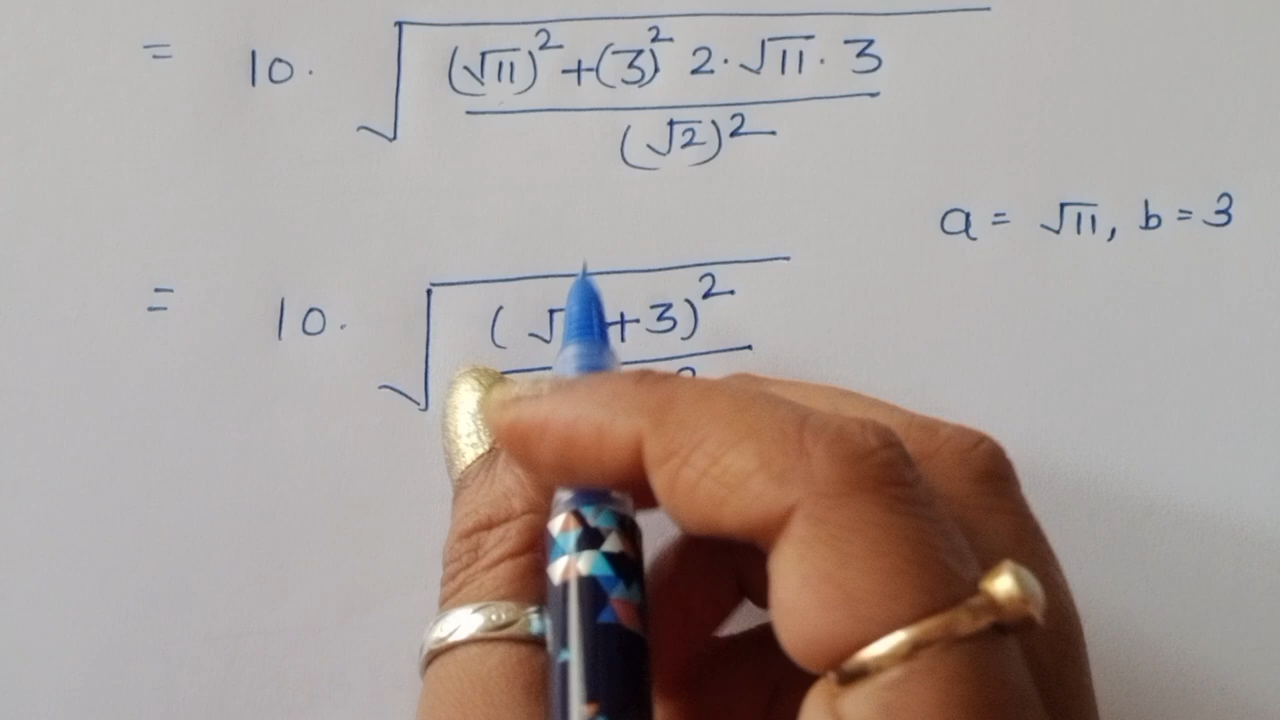 = 10. √((√11)² + (3)² 2·√11·3 / (√2)²)
a = √11, b = 3
= 10. √((√ +3)²